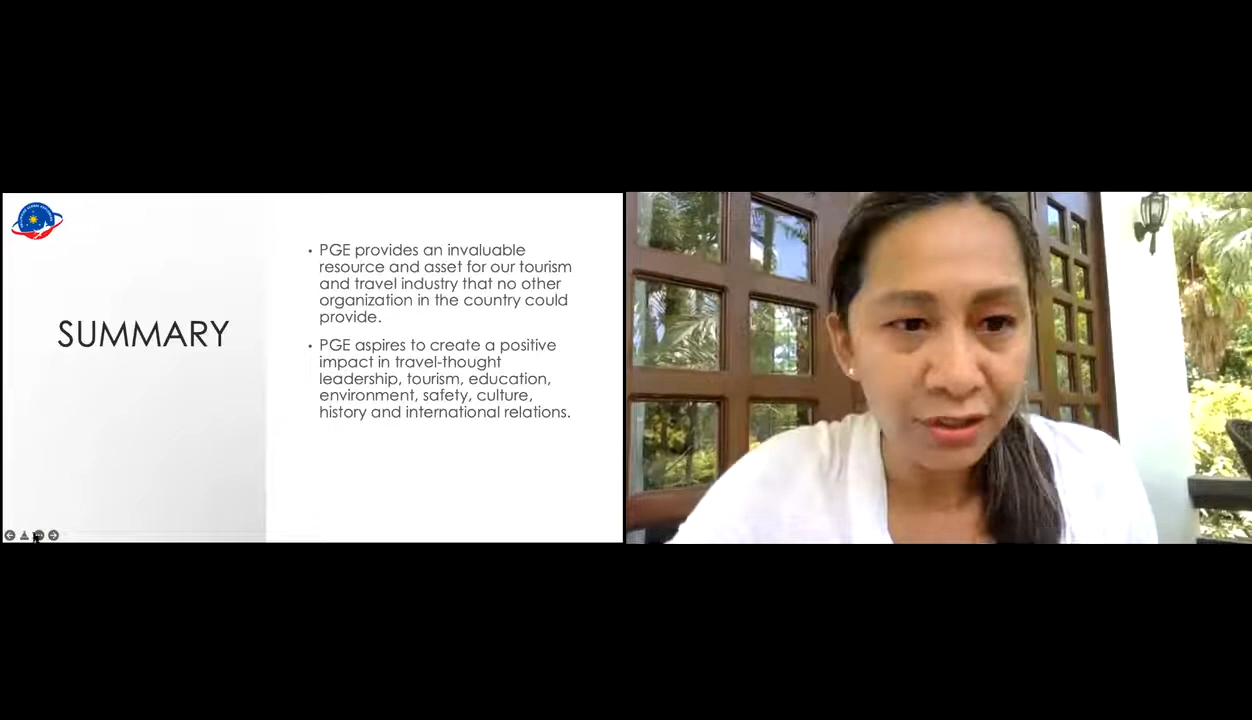 SUMMARY
• PGE provides an invaluable
resource and asset for our tourism
and travel industry that no other
organization in the country could
provide.
• PGE aspires to create a positive
impact in travel-thought
leadership, tourism, education,
environment, safety, culture,
history and international relations.